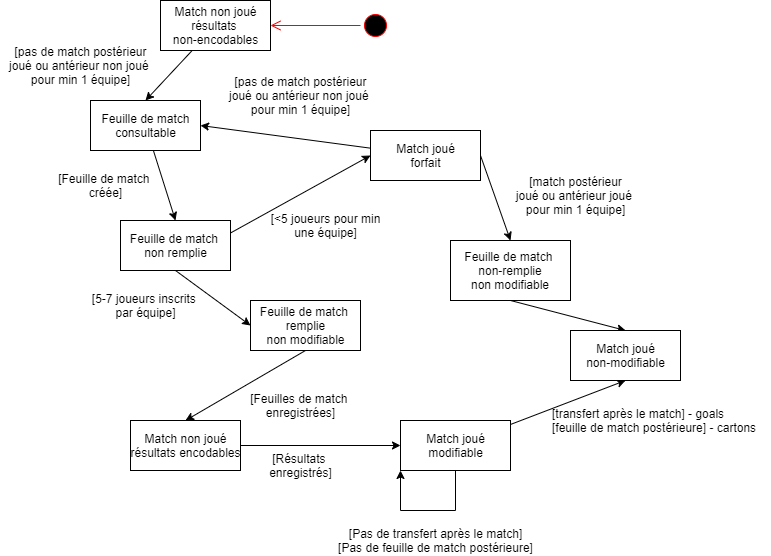 Match non joué
résultats
non-encodables
[pas de match postérieur
joué ou antérieur non joué
pour min 1 équipe]
[pas de match postérieur
joué ou antérieur non joué
pour min 1 équipe]
Feuille de match
consultable
Match joué
forfait
[Feuille de match
créée]
[match postérieur
joué ou antérieur joué
pour min 1 équipe]
[<5 joueurs pour min
une équipe]
Feuille de match
non remplie
Feuille de match
non-remplie
non modifiable
[5-7 joueurs inscrits
par équipe]
Feuille de match
remplie
non modifiable
Match joué
non-modifiable
[Feuilles de match
enregistrées]
[transfert après le match] - goals
[feuille de match postérieure] - cartons
Match non joué
résultats encodables
Match joué
modifiable
[Résultats
enregistrés]
[Pas de transfert après le match]
[Pas de feuille de match postérieure]